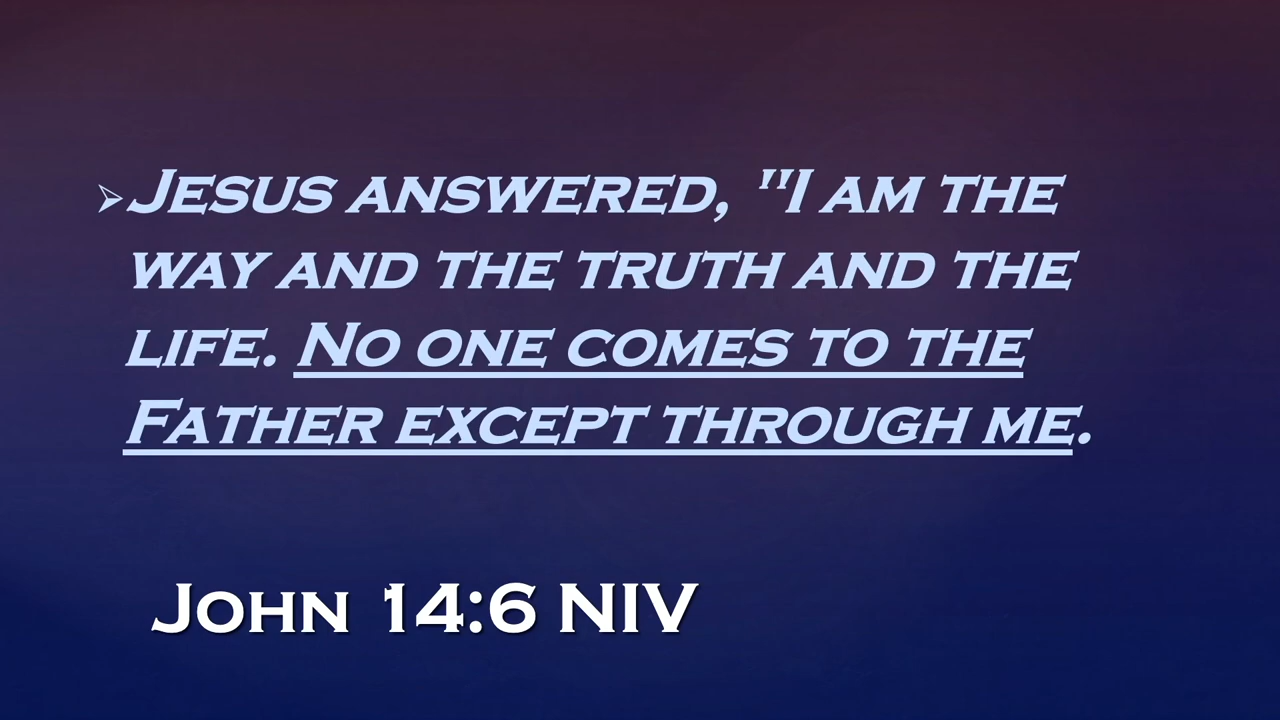 ➢Jesus answered, "I am the
way and the truth and the
life. No one comes to the
Father except through me.
John 14:6 NIV